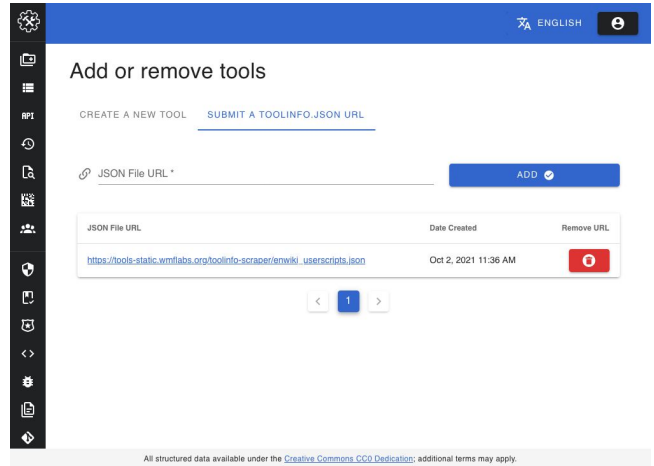 ENGLISH
Add or remove tools
API
CREATE A NEW TOOL SUBMIT A TOOLINFO.JSON URL
JSON File URL *
ADD
JSON File URL Date Created Remove URL
https://tools-static.wmflabs.org/toolinfo-scraper/enwiki_userscripts.json Oct 2, 2021 11:36 AM
1
All structured data available under the Creative Commons CC0 Dedication; additional terms may apply.